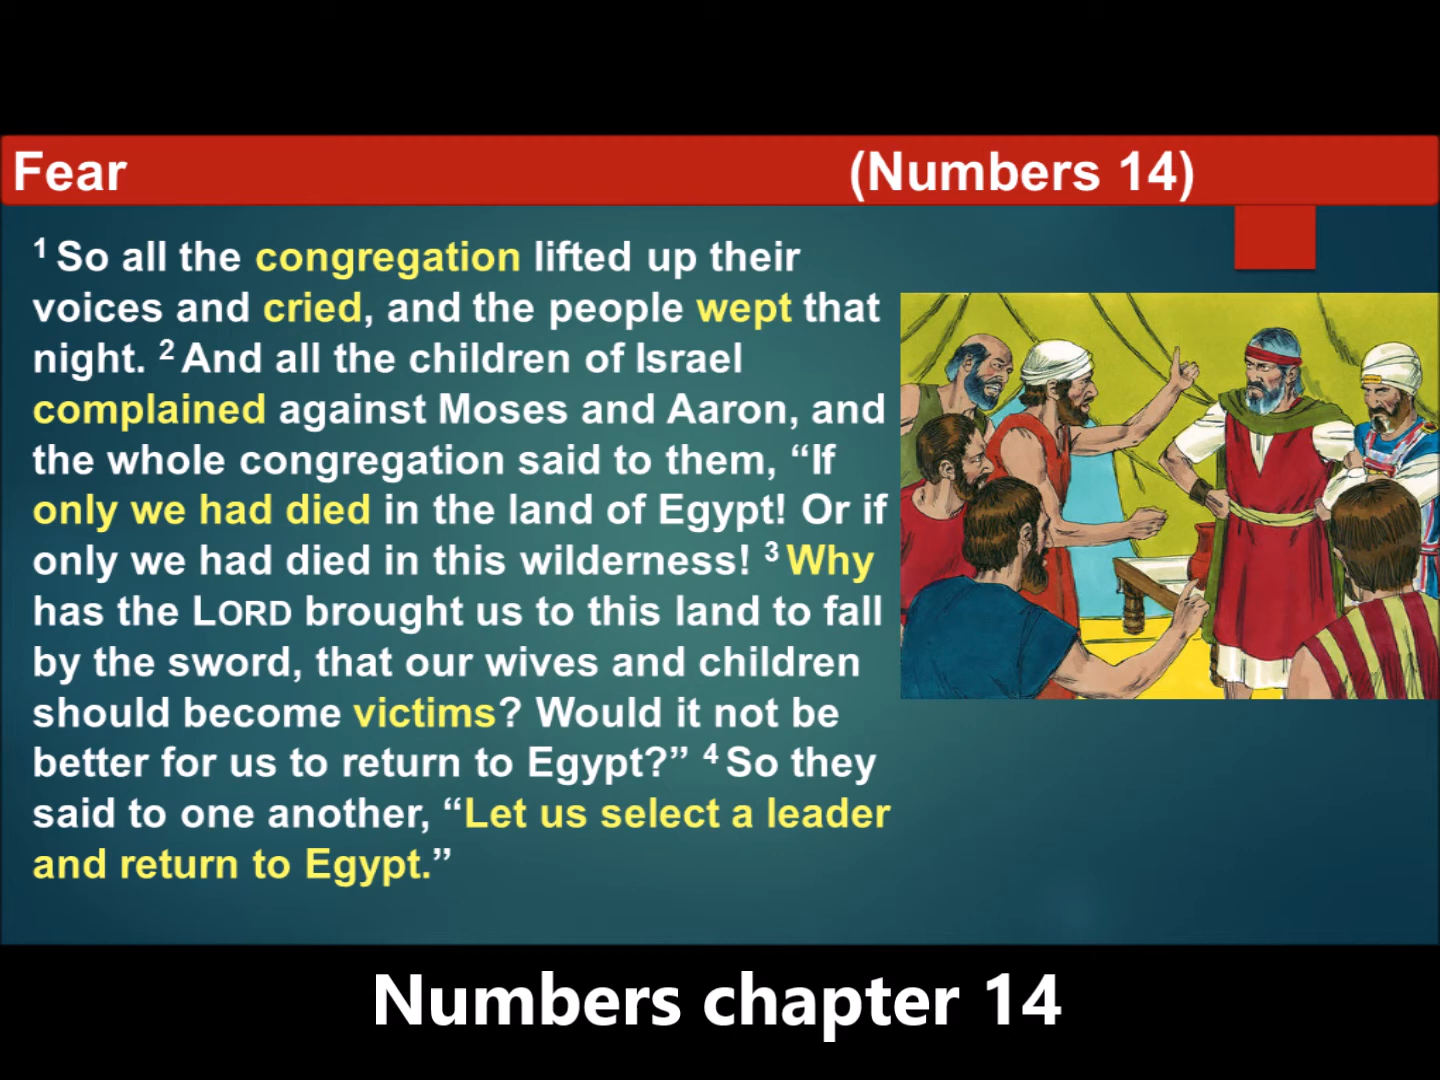 Fear (Numbers 14)
1 So all the congregation lifted up their
voices and cried, and the people wept that
night. 2 And all the children of Israel
complained against Moses and Aaron, and
the whole congregation said to them, “If
only we had died in the land of Egypt! Or if
only we had died in this wilderness! 3 Why
has the LORD brought us to this land to fall
by the sword, that our wives and children
should become victims? Would it not be
better for us to return to Egypt?” 4 So they
said to one another, “Let us select a leader
and return to Egypt.”
Numbers chapter 14